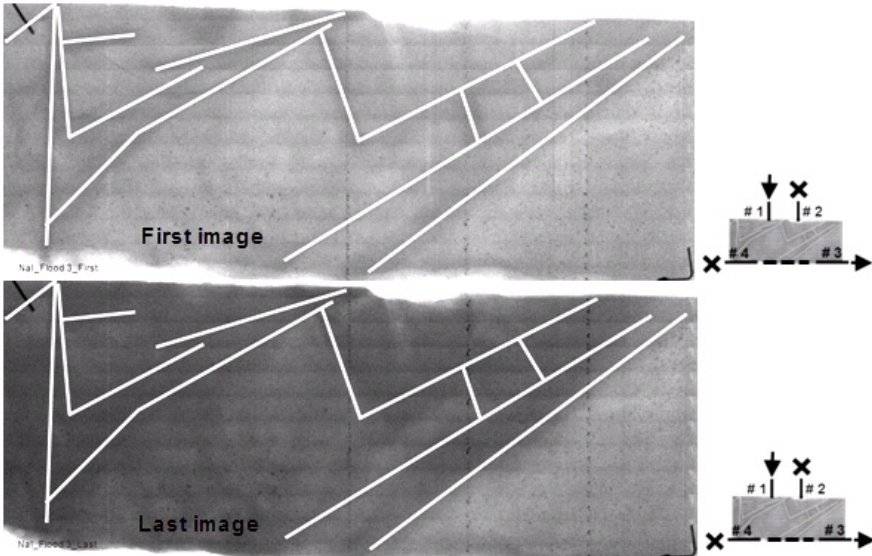 First image
NaI_Flood 3_First
# 1
# 2
# 4
# 3
Last image
NaI_Flood 3_Last
# 1
# 2
# 4
# 3